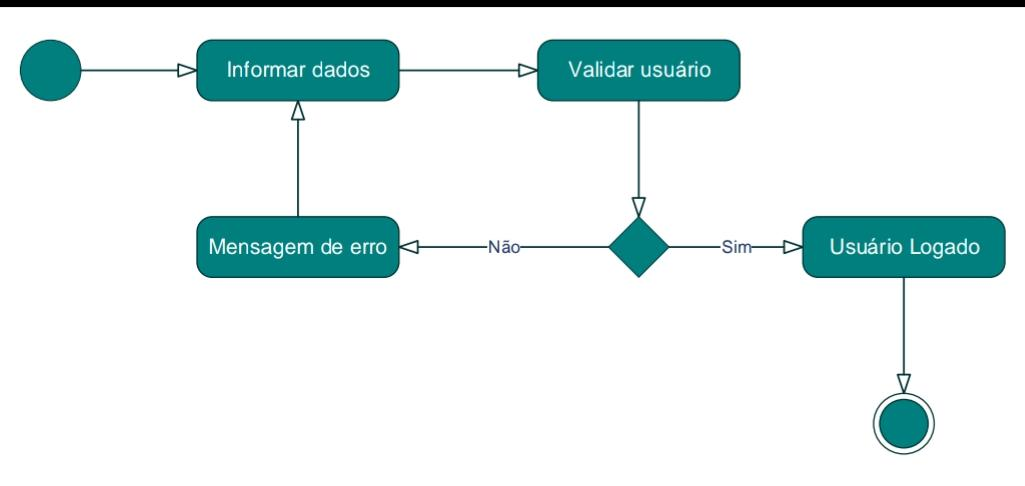 Informar dados
Validar usuário
Mensagem de erro
Não
Sim
Usuário Logado